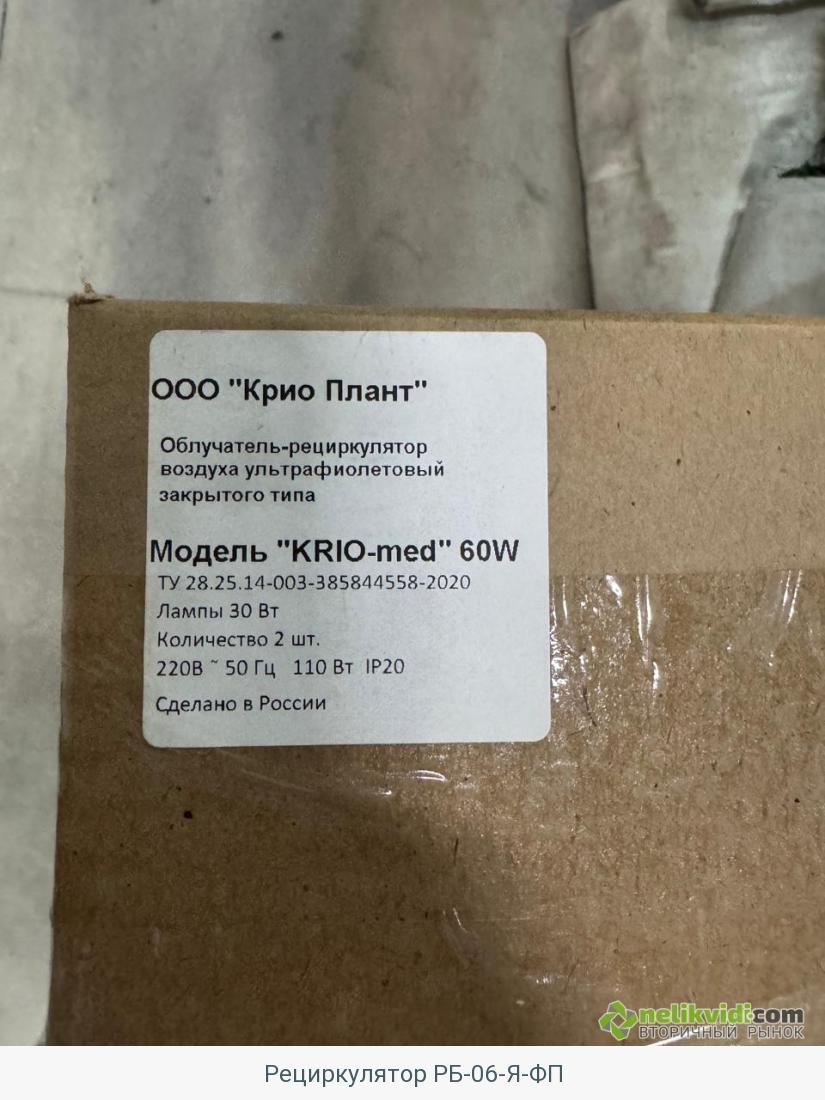 ООО "Крио Плант"
Облучатель-рециркулятор
воздуха ультрафиолетовый
закрытого типа
Модель "KRIO-med" 60W
ТУ 28.25.14-003-385844558-2020
Лампы 30 Вт
Количество 2 шт.
220В ~ 50 Гц 110 Вт IP20
Сделано в России
nelikvidi.com
ВТОРИЧНЫЙ РЫНОК
Рециркулятор РБ-06-Я-ФП